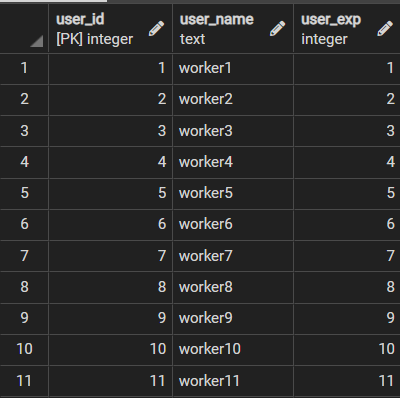 user_id user_name user_exp
[PK] integer text integer
1 1 worker1 1
2 2 worker2 2
3 3 worker3 3
4 4 worker4 4
5 5 worker5 5
6 6 worker6 6
7 7 worker7 7
8 8 worker8 8
9 9 worker9 9
10 10 worker10 10
11 11 worker11 11